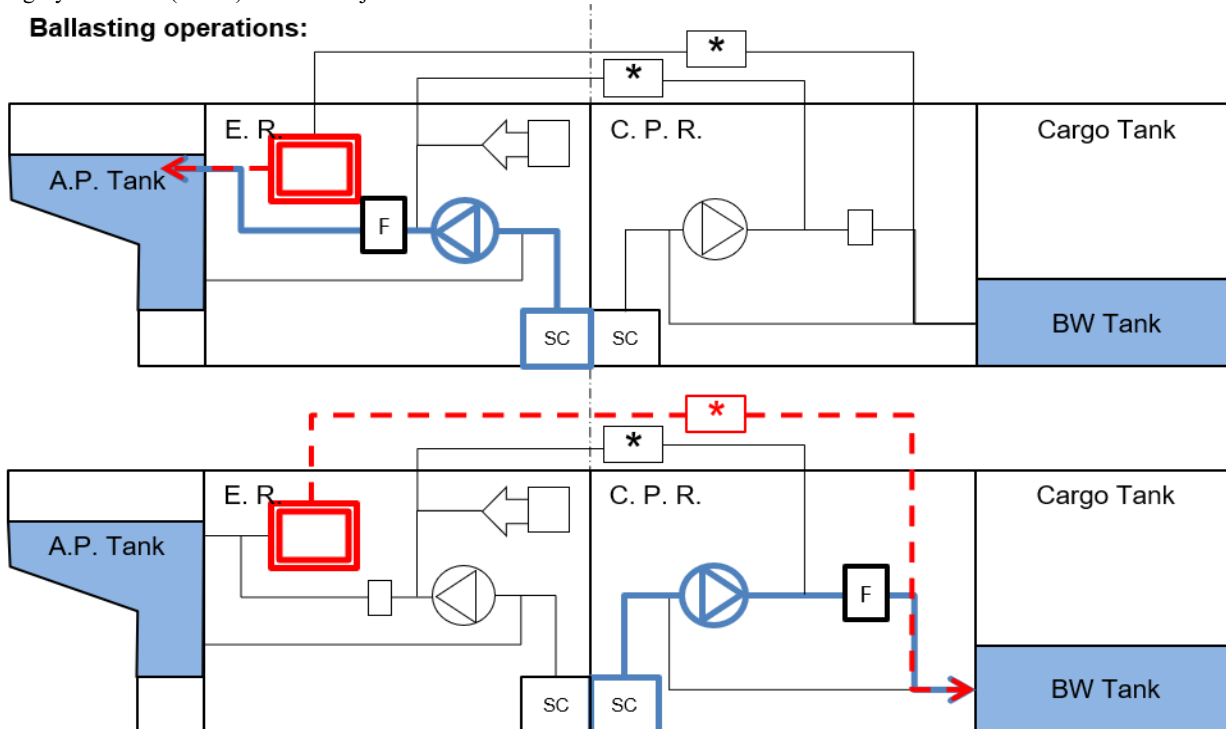 Ballasting operations:
*
*
E. R.
C. P. R.
Cargo Tank
A.P. Tank
F
BW Tank
SC
SC
*
*
E. R.
C. P. R.
Cargo Tank
A.P. Tank
F
BW Tank
SC
SC